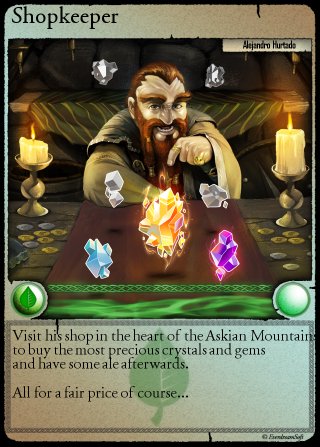 Shopkeeper
Alejandro Hurtado
Visit his shop in the heart of the Askian Mountains
to buy the most precious crystals and gems
and have some ale afterwards.
All for a fair price of course...
© EverdreamSoft